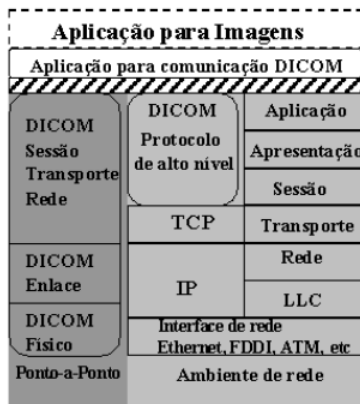 Aplicação para Imagens
Aplicação para comunicação DICOM
DICOM
Sessão
Transporte
Rede
DICOM
Enlace
DICOM
Físico
Ponto-a-Ponto
DICOM
Protocolo
de alto nível
TCP
IP
Aplicação
Apresentação
Sessão
Transporte
Rede
LLC
Interface de rede
Ethernet, FDDI, ATM, etc
Ambiente de rede